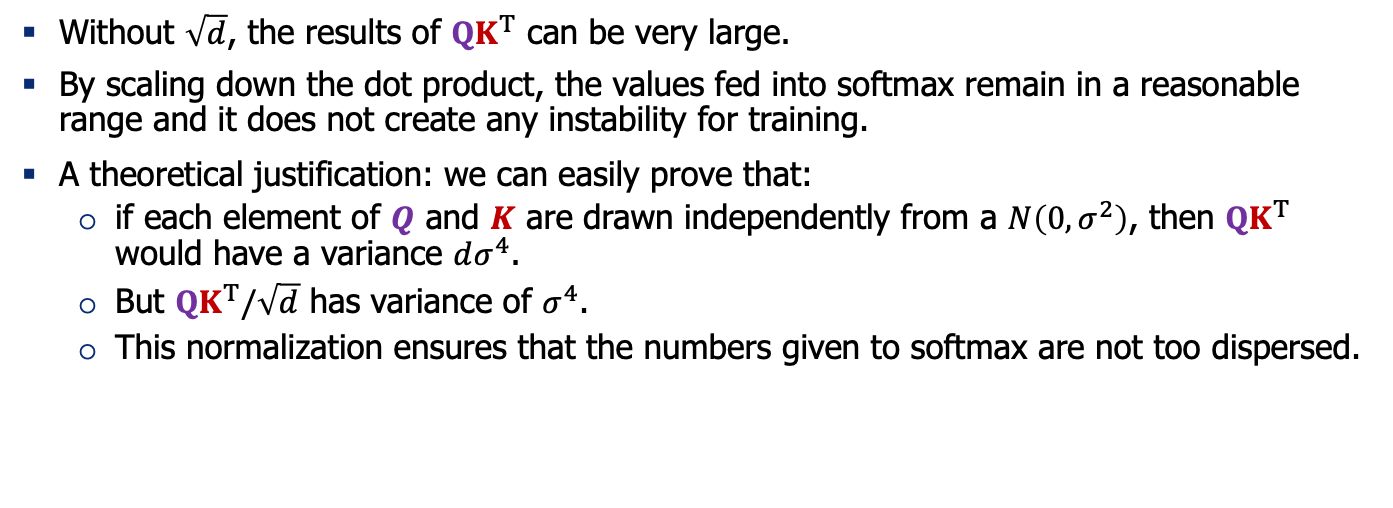 ▪ Without √d, the results of QKᵀ can be very large.
▪ By scaling down the dot product, the values fed into softmax remain in a reasonable
range and it does not create any instability for training.
▪ A theoretical justification: we can easily prove that:
o if each element of Q and K are drawn independently from a N(0, σ²), then QKᵀ
would have a variance dσ⁴.
o But QKᵀ/√d has variance of σ⁴.
o This normalization ensures that the numbers given to softmax are not too dispersed.